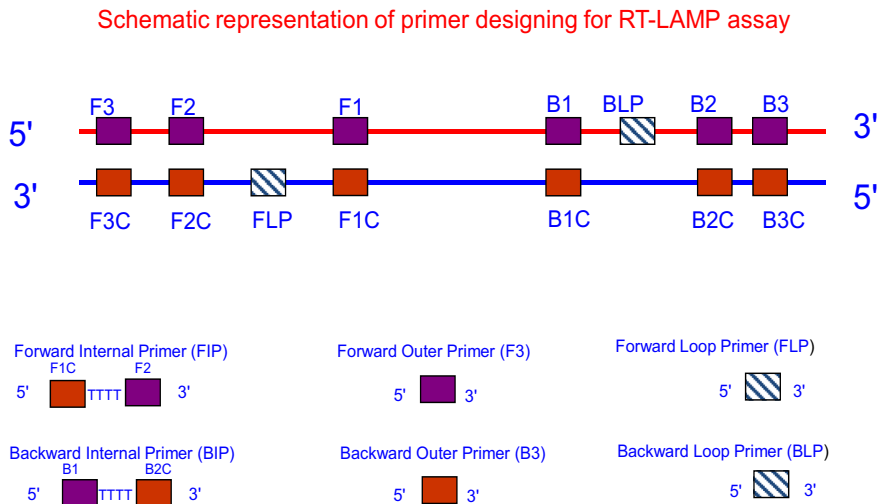 Schematic representation of primer designing for RT-LAMP assay
F3 F2 F1 B1 BLP B2 B3
5' 3'
3' 5'
F3C F2C FLP F1C B1C B2C B3C
Forward Internal Primer (FIP) Forward Outer Primer (F3) Forward Loop Primer (FLP)
F1C F2
5' TTTT 3' 5' 3' 5' 3'
Backward Internal Primer (BIP) Backward Outer Primer (B3) Backward Loop Primer (BLP)
B1 B2C
5' TTTT 3' 5' 3' 5' 3'